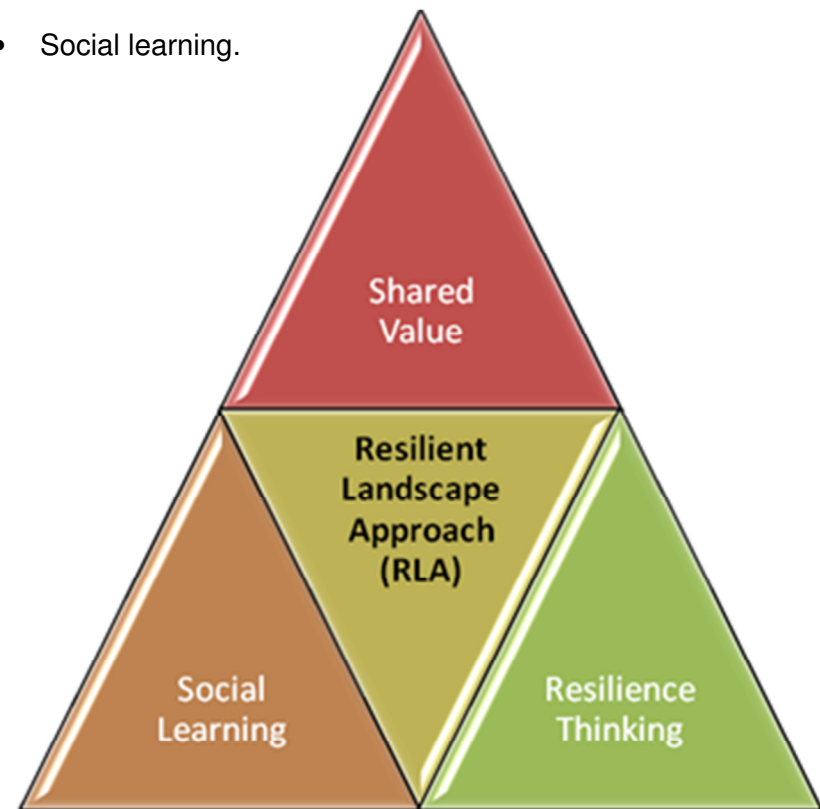 • Social learning.
Shared
Value
Resilient
Landscape
Approach
(RLA)
Social
Learning
Resilience
Thinking